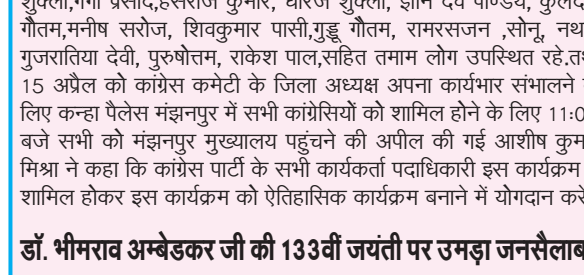 शुक्ला,गंगा प्रसाद,हंसराज कुमार, धीरज शुक्ला, ज्ञान देव पाण्डेय,
गौतम,मनीष सरोज, शिवकुमार पासी,गुड्डू गौतम, रामरसजन ,सोनू,
गुजरातिया देवी, पुरुषोत्तम, राकेश पाल,सहित तमाम लोग उपस्थित रहे.
15 अप्रैल को कांग्रेस कमेटी के जिला अध्यक्ष अपना कार्यभार संभालने
लिए कन्हा पैलेस मंझनपुर में सभी कांग्रेसियों को शामिल होने के लिए
बजे सभी को मंझनपुर मुख्यालय पहुंचने की अपील की गई आशीष
मिश्रा ने कहा कि कांग्रेस पार्टी के सभी कार्यकर्ता पदाधिकारी इस कार्यक्रम
शामिल होकर इस कार्यक्रम को ऐतिहासिक कार्यक्रम बनाने में योगदान करे
डॉ. भीमराव अम्बेडकर जी की 133वीं जयंती पर उमड़ा जनसैलाब